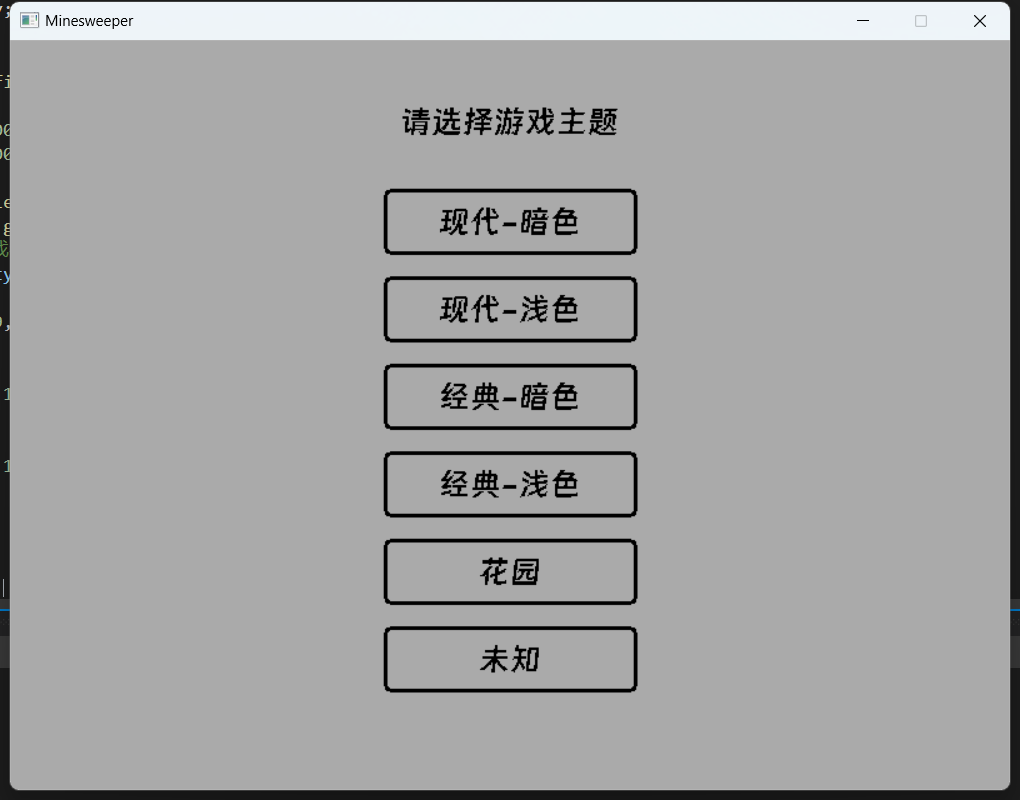 Minesweeper
请选择游戏主题
现代-暗色
现代-浅色
经典-暗色
经典-浅色
花园
未知